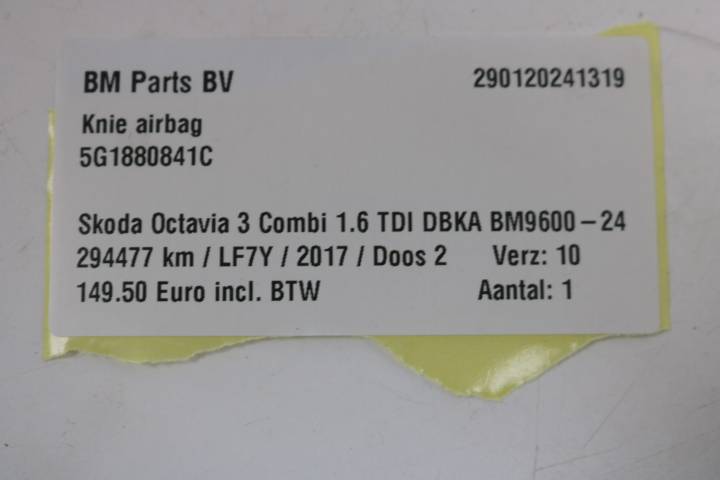 BM Parts BV 290120241319
Knie airbag
5G1880841C
Skoda Octavia 3 Combi 1.6 TDI DBKA BM9600-24
294477 km / LF7Y / 2017 / Doos 2 Verz: 10
149.50 Euro incl. BTW Aantal: 1